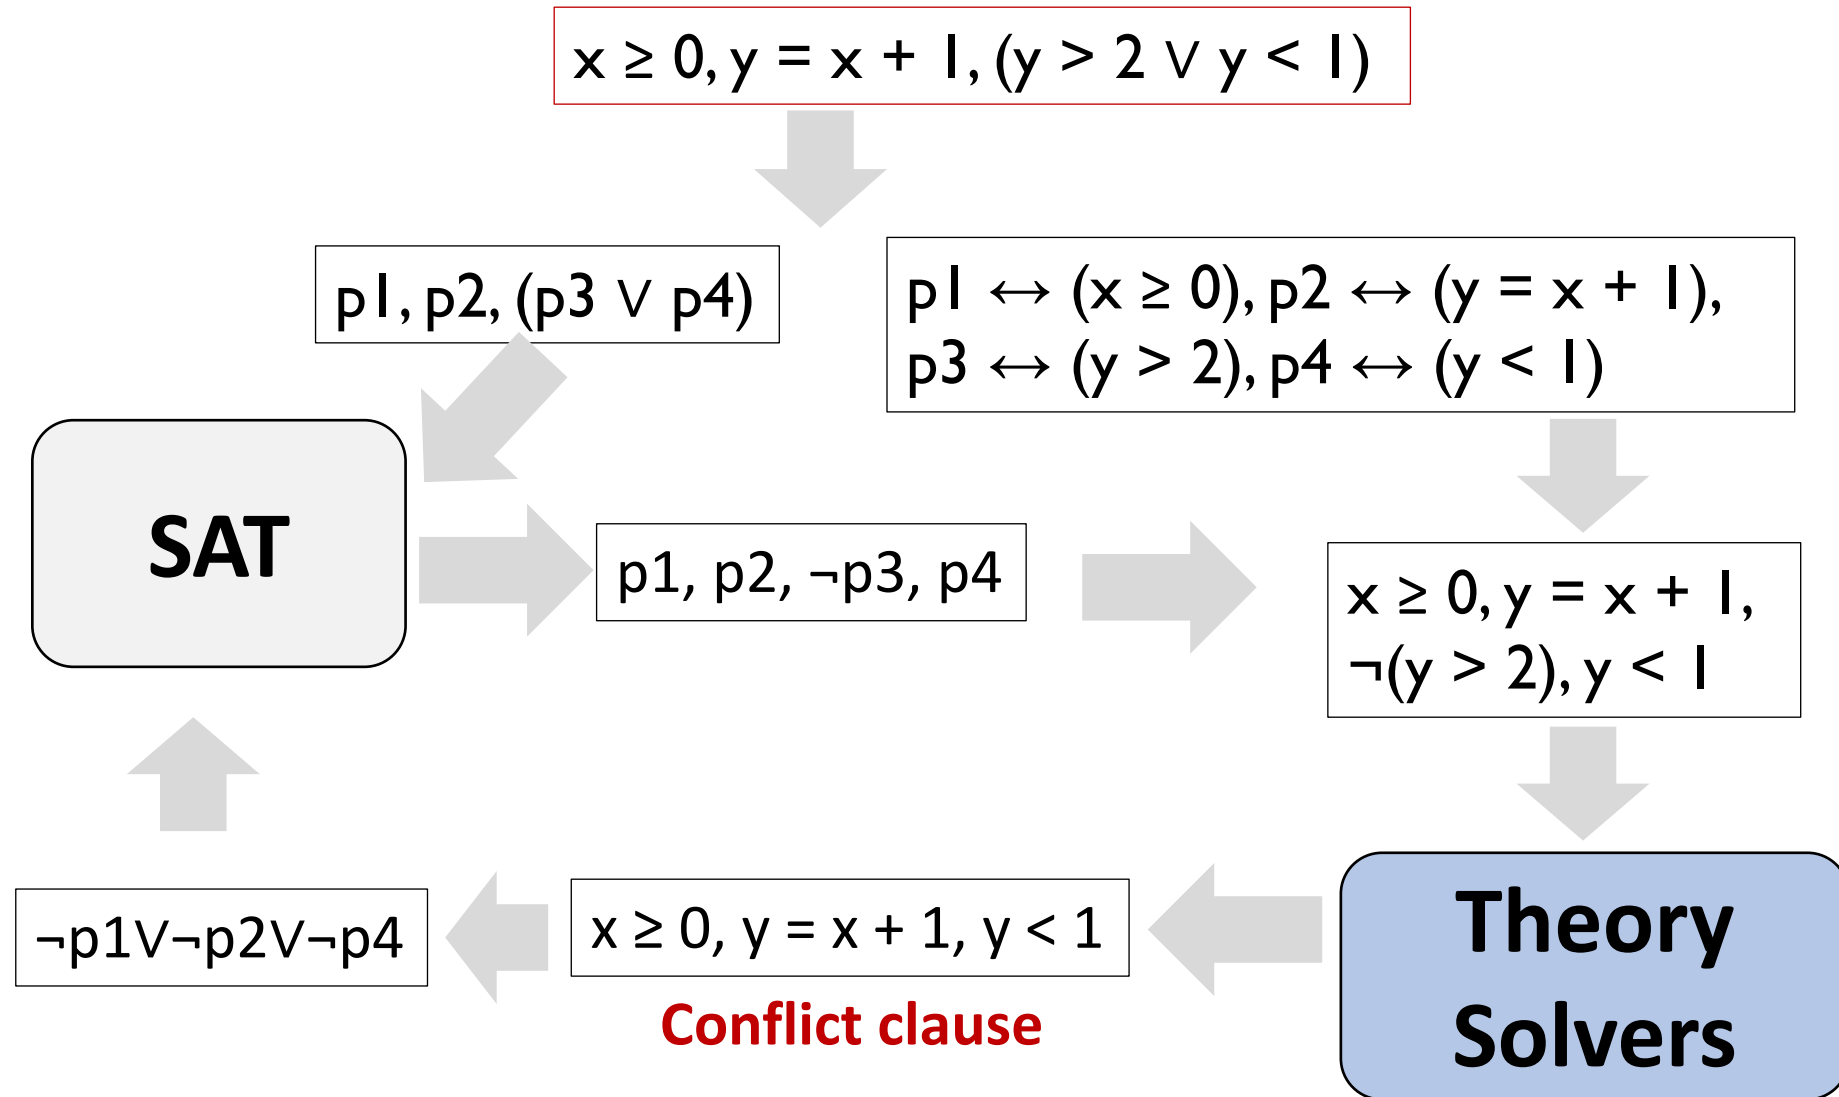 x ≥ 0, y = x + 1, (y > 2 ∨ y < 1)
p1, p2, (p3 ∨ p4)
p1 ↔ (x ≥ 0), p2 ↔ (y = x + 1),
p3 ↔ (y > 2), p4 ↔ (y < 1)
SAT
p1, p2, ¬p3, p4
x ≥ 0, y = x + 1,
¬(y > 2), y < 1
¬p1∨¬p2∨¬p4
x ≥ 0, y = x + 1, y < 1
Conflict clause
Theory
Solvers